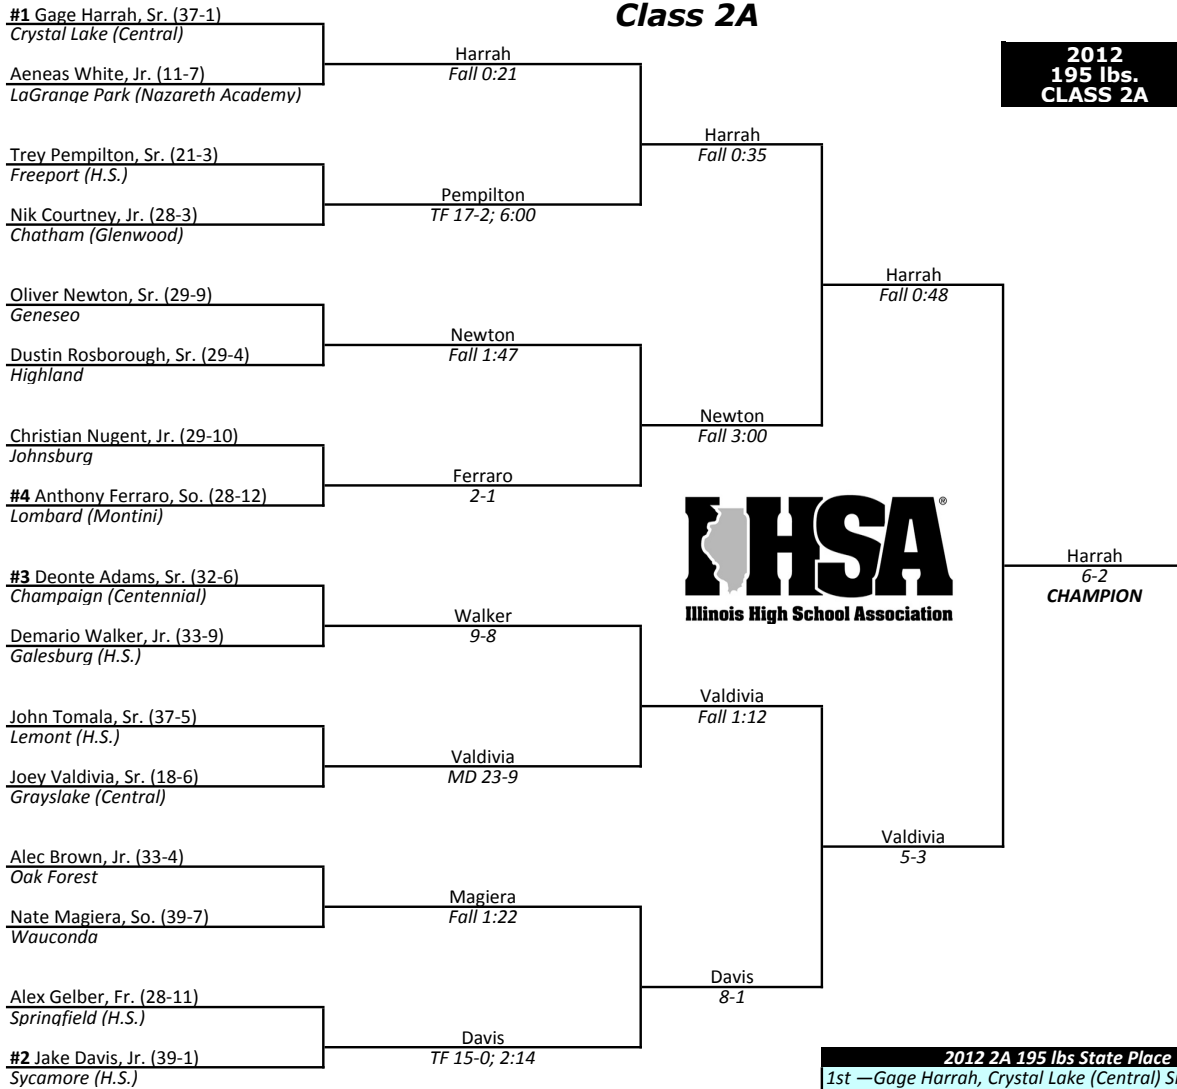 Class 2A
2012
195 lbs.
CLASS 2A
#1 Gage Harrah, Sr. (37-1)
Crystal Lake (Central)
Harrah
Fall 0:21
Aeneas White, Jr. (11-7)
LaGrange Park (Nazareth Academy)
Harrah
Fall 0:35
Trey Pempilton, Sr. (21-3)
Freeport (H.S.)
Pempilton
TF 17-2; 6:00
Nik Courtney, Jr. (28-3)
Chatham (Glenwood)
Harrah
Fall 0:48
Oliver Newton, Sr. (29-9)
Geneseo
Newton
Fall 1:47
Dustin Rosborough, Sr. (29-4)
Highland
Newton
Fall 3:00
Christian Nugent, Jr. (29-10)
Johnsburg
Ferraro
2-1
#4 Anthony Ferraro, So. (28-12)
Lombard (Montini)
IHSA®
Illinois High School Association
Harrah
6-2
CHAMPION
#3 Deonte Adams, Sr. (32-6)
Champaign (Centennial)
Walker
9-8
Demario Walker, Jr. (33-9)
Galesburg (H.S.)
Valdivia
Fall 1:12
John Tomala, Sr. (37-5)
Lemont (H.S.)
Valdivia
MD 23-9
Joey Valdivia, Sr. (18-6)
Grayslake (Central)
Valdivia
5-3
Alec Brown, Jr. (33-4)
Oak Forest
Magiera
Fall 1:22
Nate Magiera, So. (39-7)
Wauconda
Davis
8-1
Alex Gelber, Fr. (28-11)
Springfield (H.S.)
Davis
TF 15-0; 2:14
#2 Jake Davis, Jr. (39-1)
Sycamore (H.S.)
2012 2A 195 lbs State Place
1st —Gage Harrah, Crystal Lake (Central)